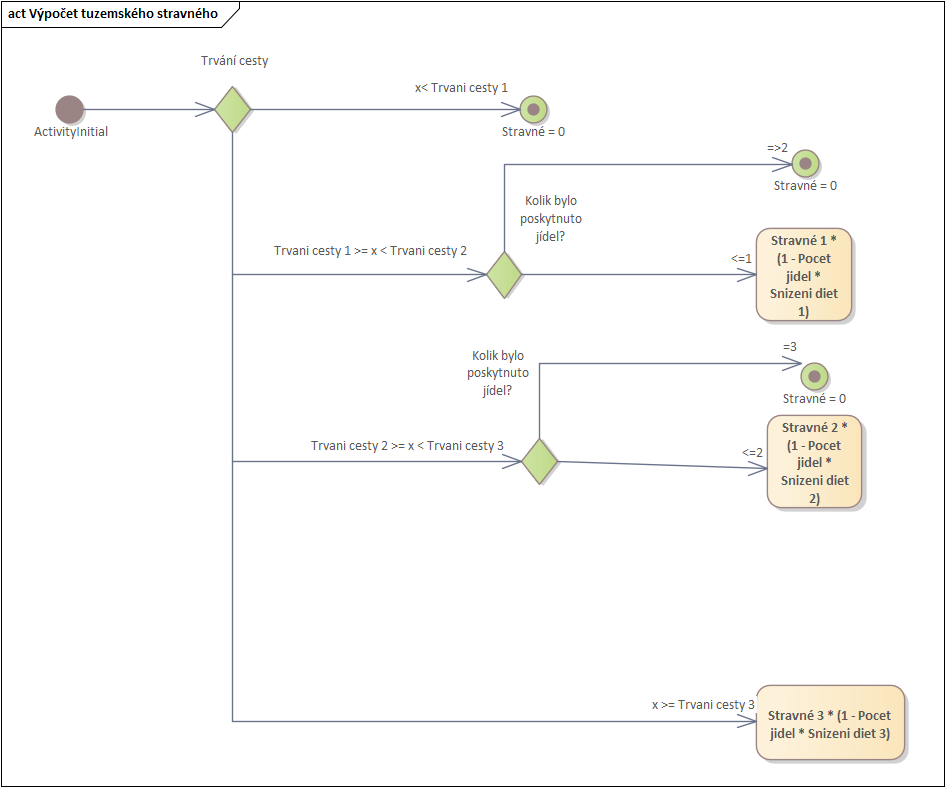 act Výpočet tuzemského stravného
Trvání cesty
x< Trvani cesty 1
ActivityInitial
Stravné = 0
=>2
Stravné = 0
Kolik bylo
poskytnuto
jídel?
Trvani cesty 1 >= x < Trvani cesty 2
<=1
Stravné 1 *
(1 - Pocet
jidel *
Snizeni diet
1)
=3
Kolik bylo
poskytnuto
jídel?
Stravné = 0
Trvani cesty 2 >= x < Trvani cesty 3
<=2
Stravné 2 *
(1 - Pocet
jidel *
Snizeni diet
2)
x >= Trvani cesty 3
Stravné 3 * (1 - Pocet
jidel * Snizeni diet 3)